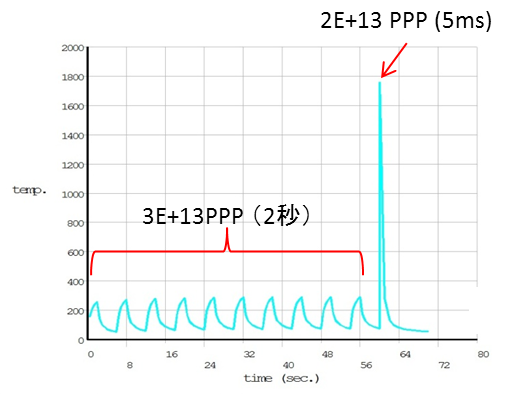 2E+13 PPP (5ms)
2000
1800
1600
1400
1200
temp.
1000
3E+13PPP（2秒）
800
600
400
200
0
0 16 32 48 64 80
8 24 40 56 72
time (sec.)